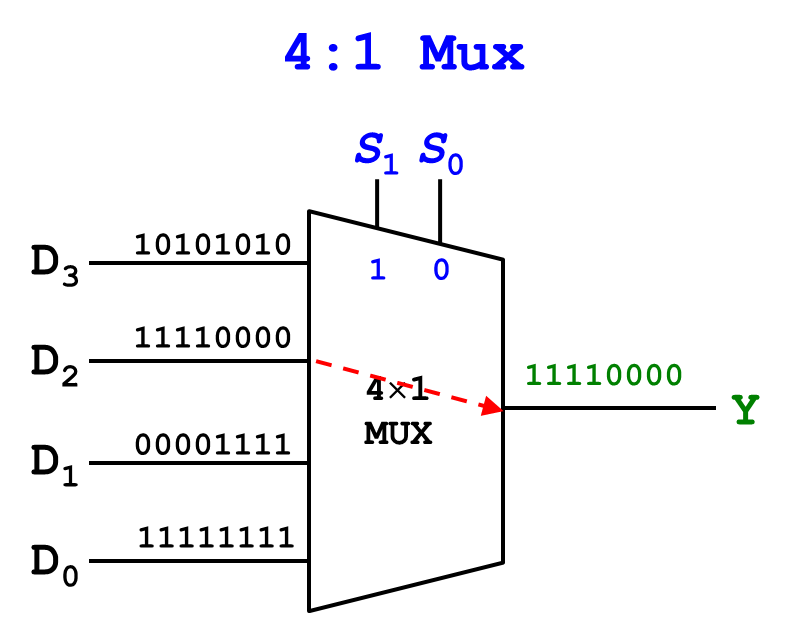 4:1 Mux
S₁ S₀
10101010
D₃
1 0
11110000
D₂
11110000
4×1
Y
MUX
00001111
D₁
11111111
D₀